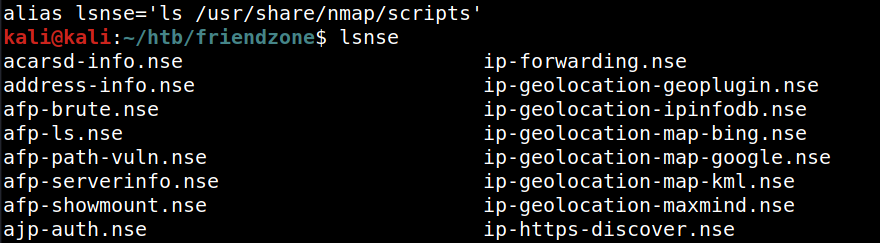 alias lsnse='ls /usr/share/nmap/scripts'
kali@kali:~/htb/friendzone$ lsnse
acarsd-info.nse ip-forwarding.nse
address-info.nse ip-geolocation-geoplugin.nse
afp-brute.nse ip-geolocation-ipinfodb.nse
afp-ls.nse ip-geolocation-map-bing.nse
afp-path-vuln.nse ip-geolocation-map-google.nse
afp-serverinfo.nse ip-geolocation-map-kml.nse
afp-showmount.nse ip-geolocation-maxmind.nse
ajp-auth.nse ip-https-discover.nse